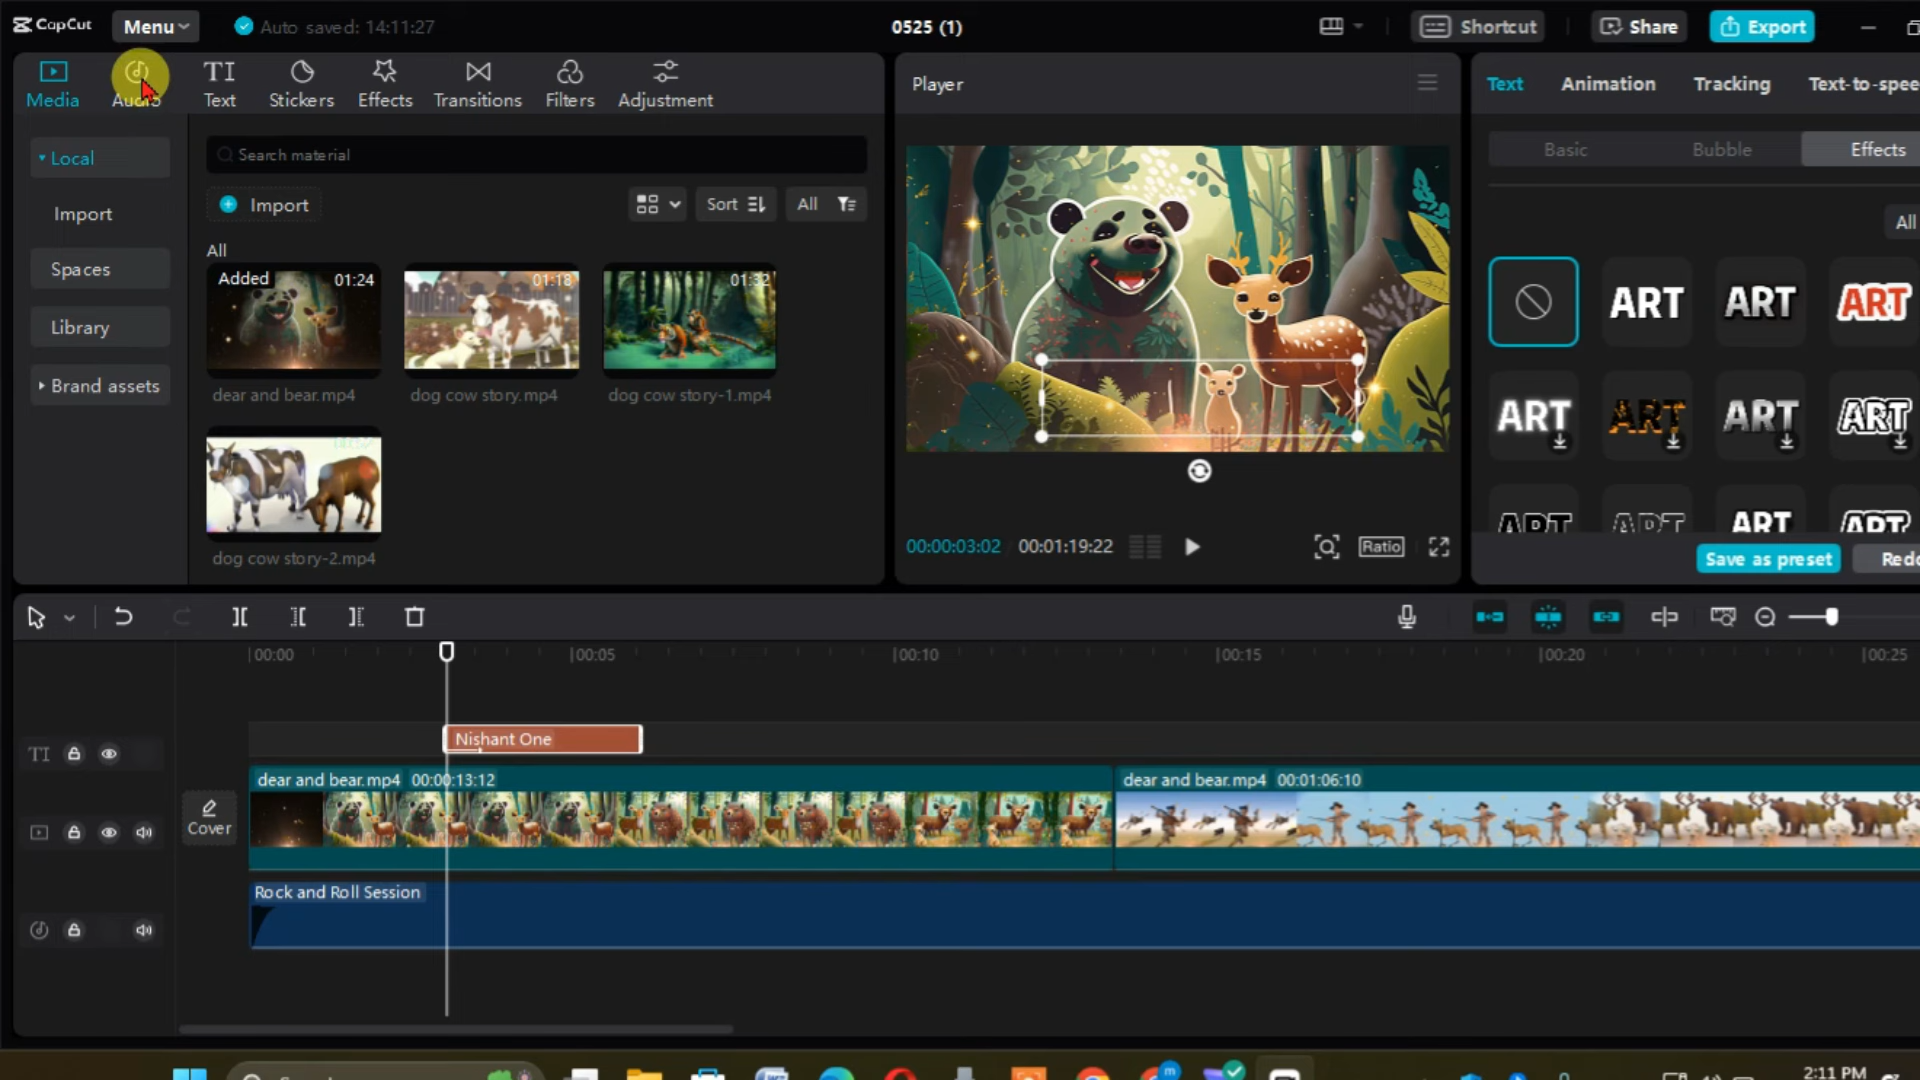 CapCut
Menu
Auto saved: 14:11:27
0525 (1)
Shortcut
Share
Export
Media
Audio
Text
Stickers
Effects
Transitions
Filters
Adjustment
Local
Import
Spaces
Library
Brand assets
Search material
Import
Sort
All
All
Added
01:24
dear and bear.mp4
01:18
dog cow story.mp4
01:32
dog cow story-1.mp4
dog cow story-2.mp4
Player
00:00:03:02
00:01:19:22
Ratio
Text
Animation
Tracking
Text-to-spee
Basic
Bubble
Effects
All
ART
ART
ART
ART
ART
ART
ART
ART
ART
ART
ART
Save as preset
00:00
00:05
00:10
00:15
00:20
00:25
TI
Nishant One
Cover
dear and bear.mp4 00:00:13:12
dear and bear.mp4 00:01:06:10
Rock and Roll Session
2:11 PM